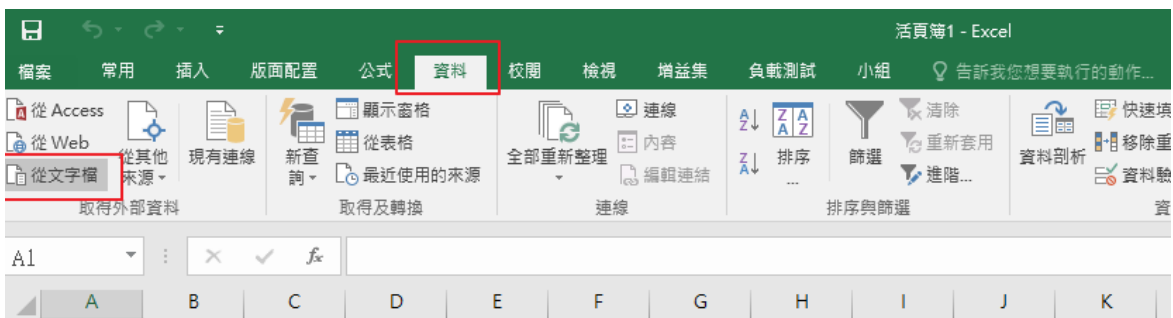 活頁簿1 - Excel
檔案 常用 插入 版面配置 公式 資料 校閱 檢視 增益集 負載測試 小組 告訴我您想要執行的動作...
從 Access
從 Web
從文字檔
從其他
來源
現有連線
取得外部資料
新查
詢
顯示窗格
從表格
最近使用的來源
取得及轉換
全部重新整理
連線
內容
編輯連結
連線
A
Z
Z
A
Z A
A Z
排序
...
篩選
清除
重新套用
進階...
排序與篩選
資料剖析
快速填
移除重
資料驗
資
A1
fx
A B C D E F G H I J K